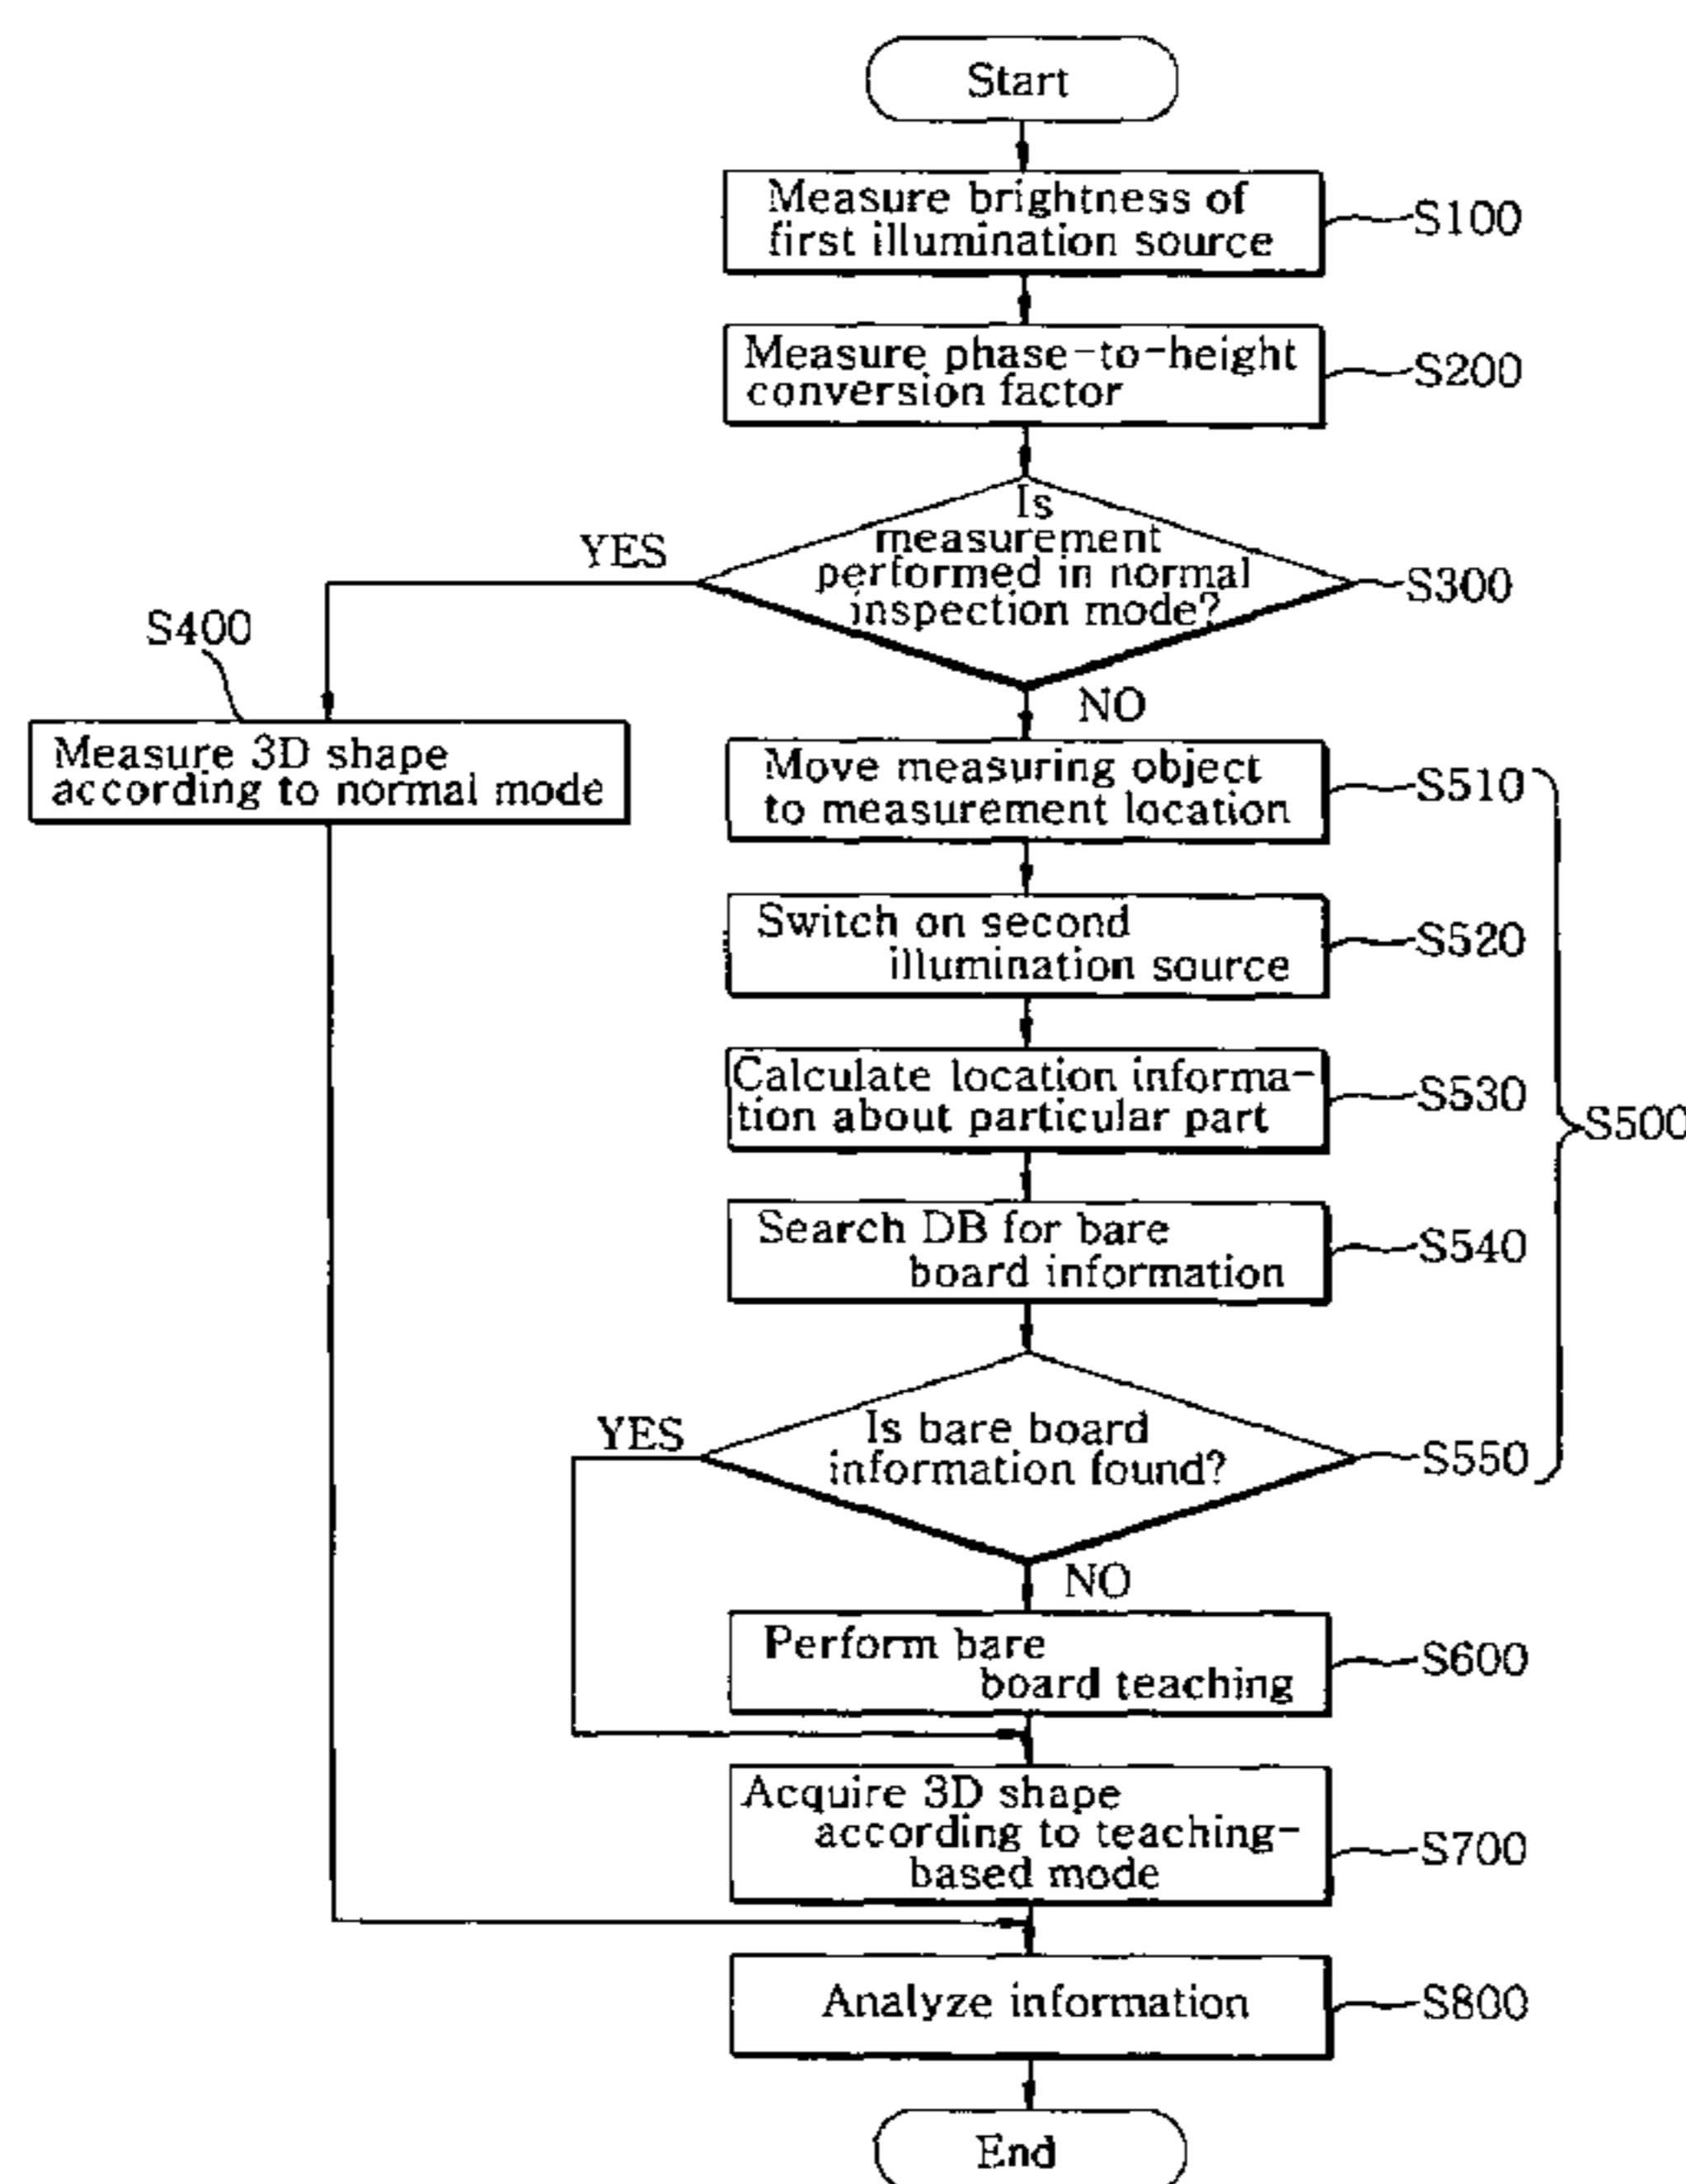 Start
Measure brightness of
first illumination source
S100
Measure phase-to-height
conversion factor
S200
Is
measurement
performed in normal
inspection mode?
S300
YES
NO
S400
Measure 3D shape
according to normal mode
Move measuring object
to measurement location
S510
Switch on second
illumination source
S520
Calculate location informa-
tion about particular part
S530
S500
Search DB for bare
board information
S540
Is bare board
information found?
S550
YES
NO
Perform bare
board teaching
S600
Acquire 3D shape
according to teaching-
based mode
S700
Analyze information
S800
End